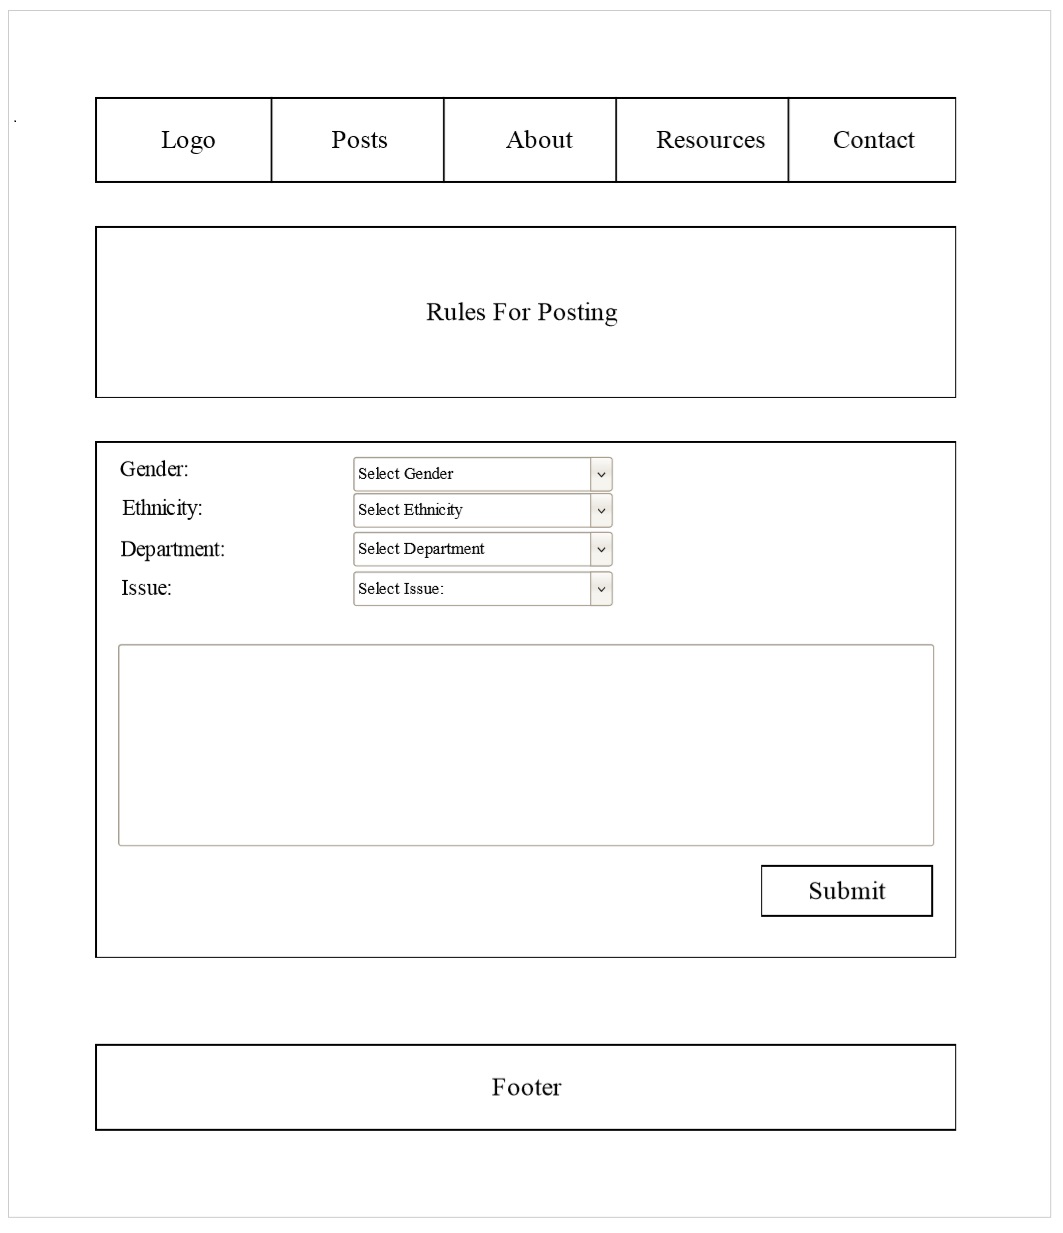 Logo Posts About Resources Contact
Rules For Posting
Gender: Select Gender
Ethnicity: Select Ethnicity
Department: Select Department
Issue: Select Issue:
Submit
Footer